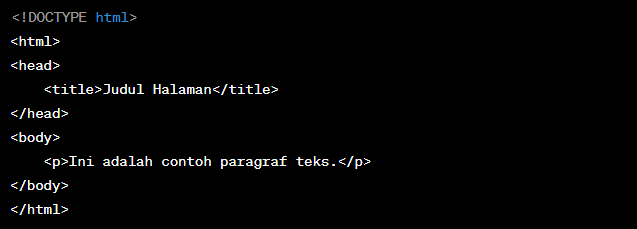 <!DOCTYPE html>
<html>
<head>
    <title>Judul Halaman</title>
</head>
<body>
    <p>Ini adalah contoh paragraf teks.</p>
</body>
</html>